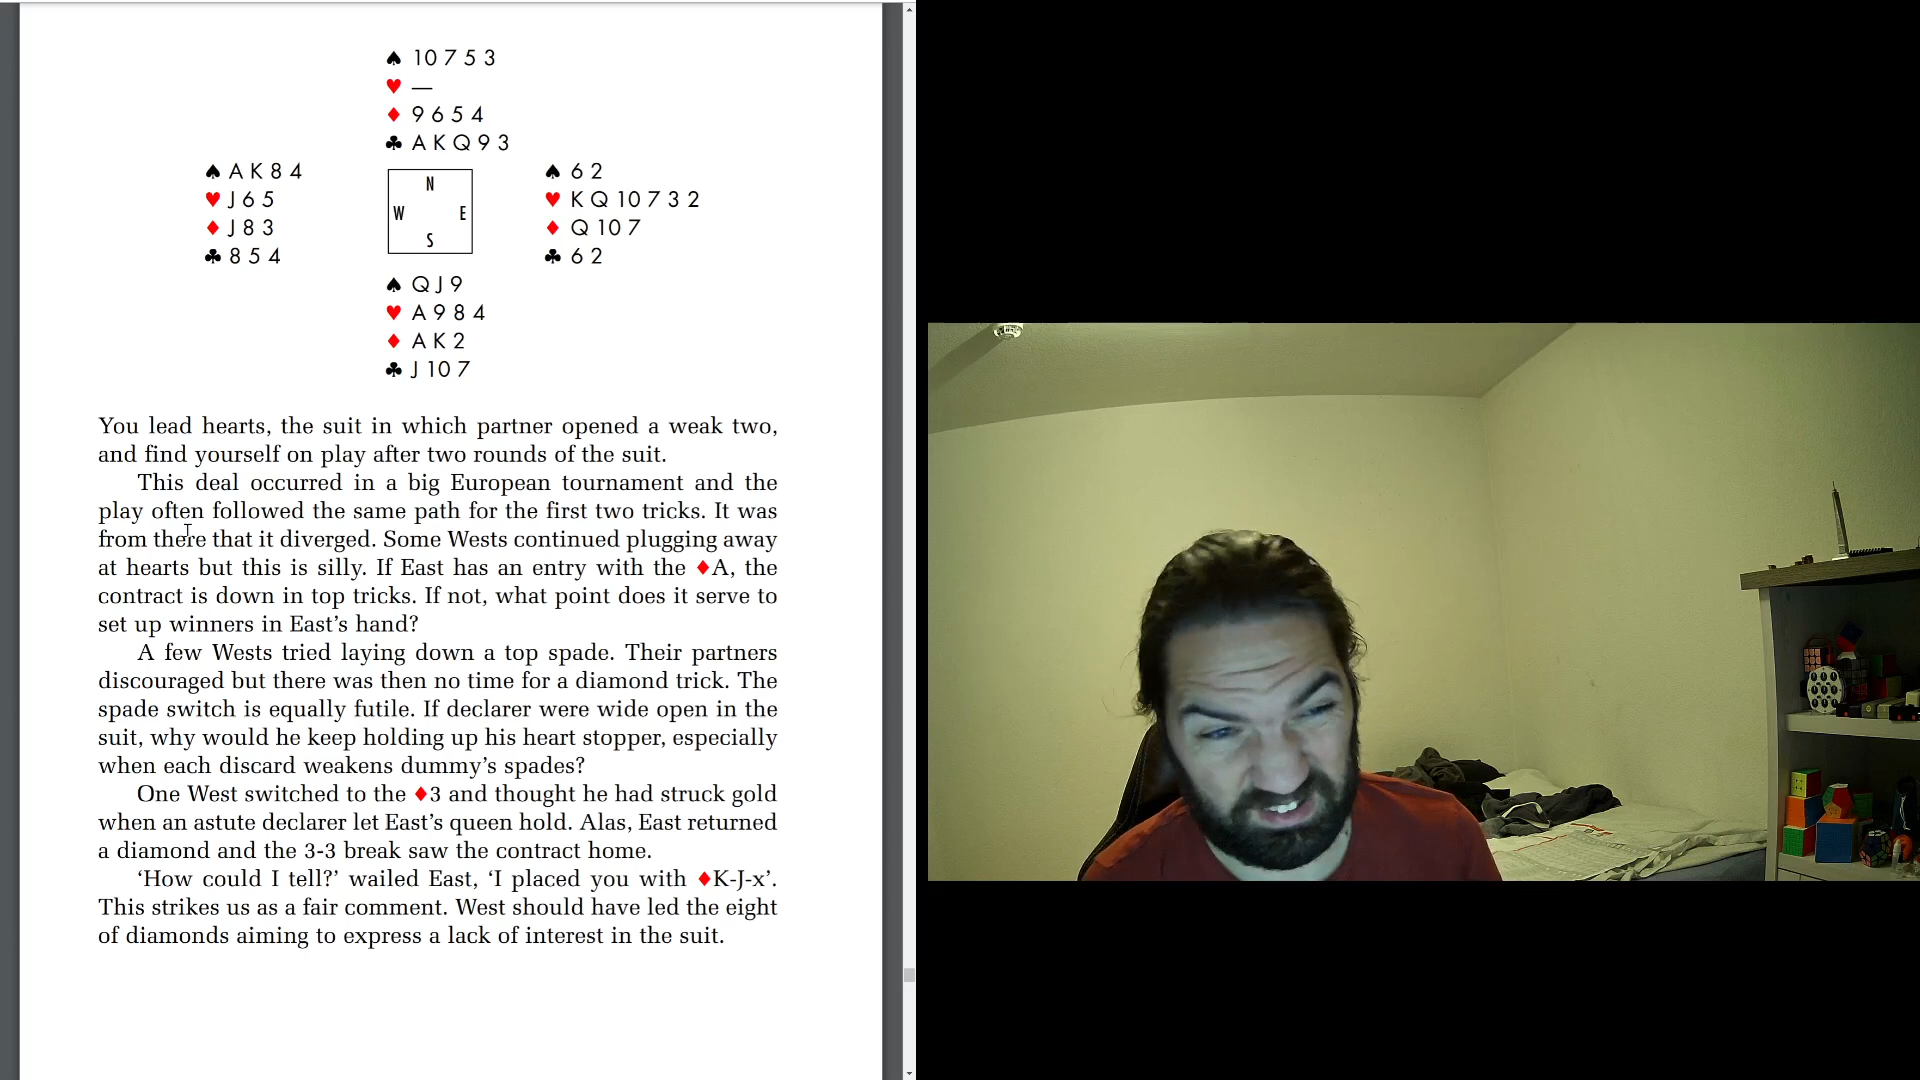 ♠ 10 7 5 3
♥ —
♦ 9 6 5 4
♣ A K Q 9 3
♠ A K 8 4
♥ J 6 5
♦ J 8 3
♣ 8 5 4
N
W E
S
♠ 6 2
♥ K Q 10 7 3 2
♦ Q 10 7
♣ 6 2
♠ Q J 9
♥ A 9 8 4
♦ A K 2
♣ J 10 7
You lead hearts, the suit in which partner opened a weak two,
and find yourself on play after two rounds of the suit.
This deal occurred in a big European tournament and the
play often followed the same path for the first two tricks. It was
from there that it diverged. Some Wests continued plugging away
at hearts but this is silly. If East has an entry with the ♦A, the
contract is down in top tricks. If not, what point does it serve to
set up winners in East’s hand?
A few Wests tried laying down a top spade. Their partners
discouraged but there was then no time for a diamond trick. The
spade switch is equally futile. If declarer were wide open in the
suit, why would he keep holding up his heart stopper, especially
when each discard weakens dummy’s spades?
One West switched to the ♦3 and thought he had struck gold
when an astute declarer let East’s queen hold. Alas, East returned
a diamond and the 3-3 break saw the contract home.
‘How could I tell?’ wailed East, ‘I placed you with ♦K-J-x’.
This strikes us as a fair comment. West should have led the eight
of diamonds aiming to express a lack of interest in the suit.